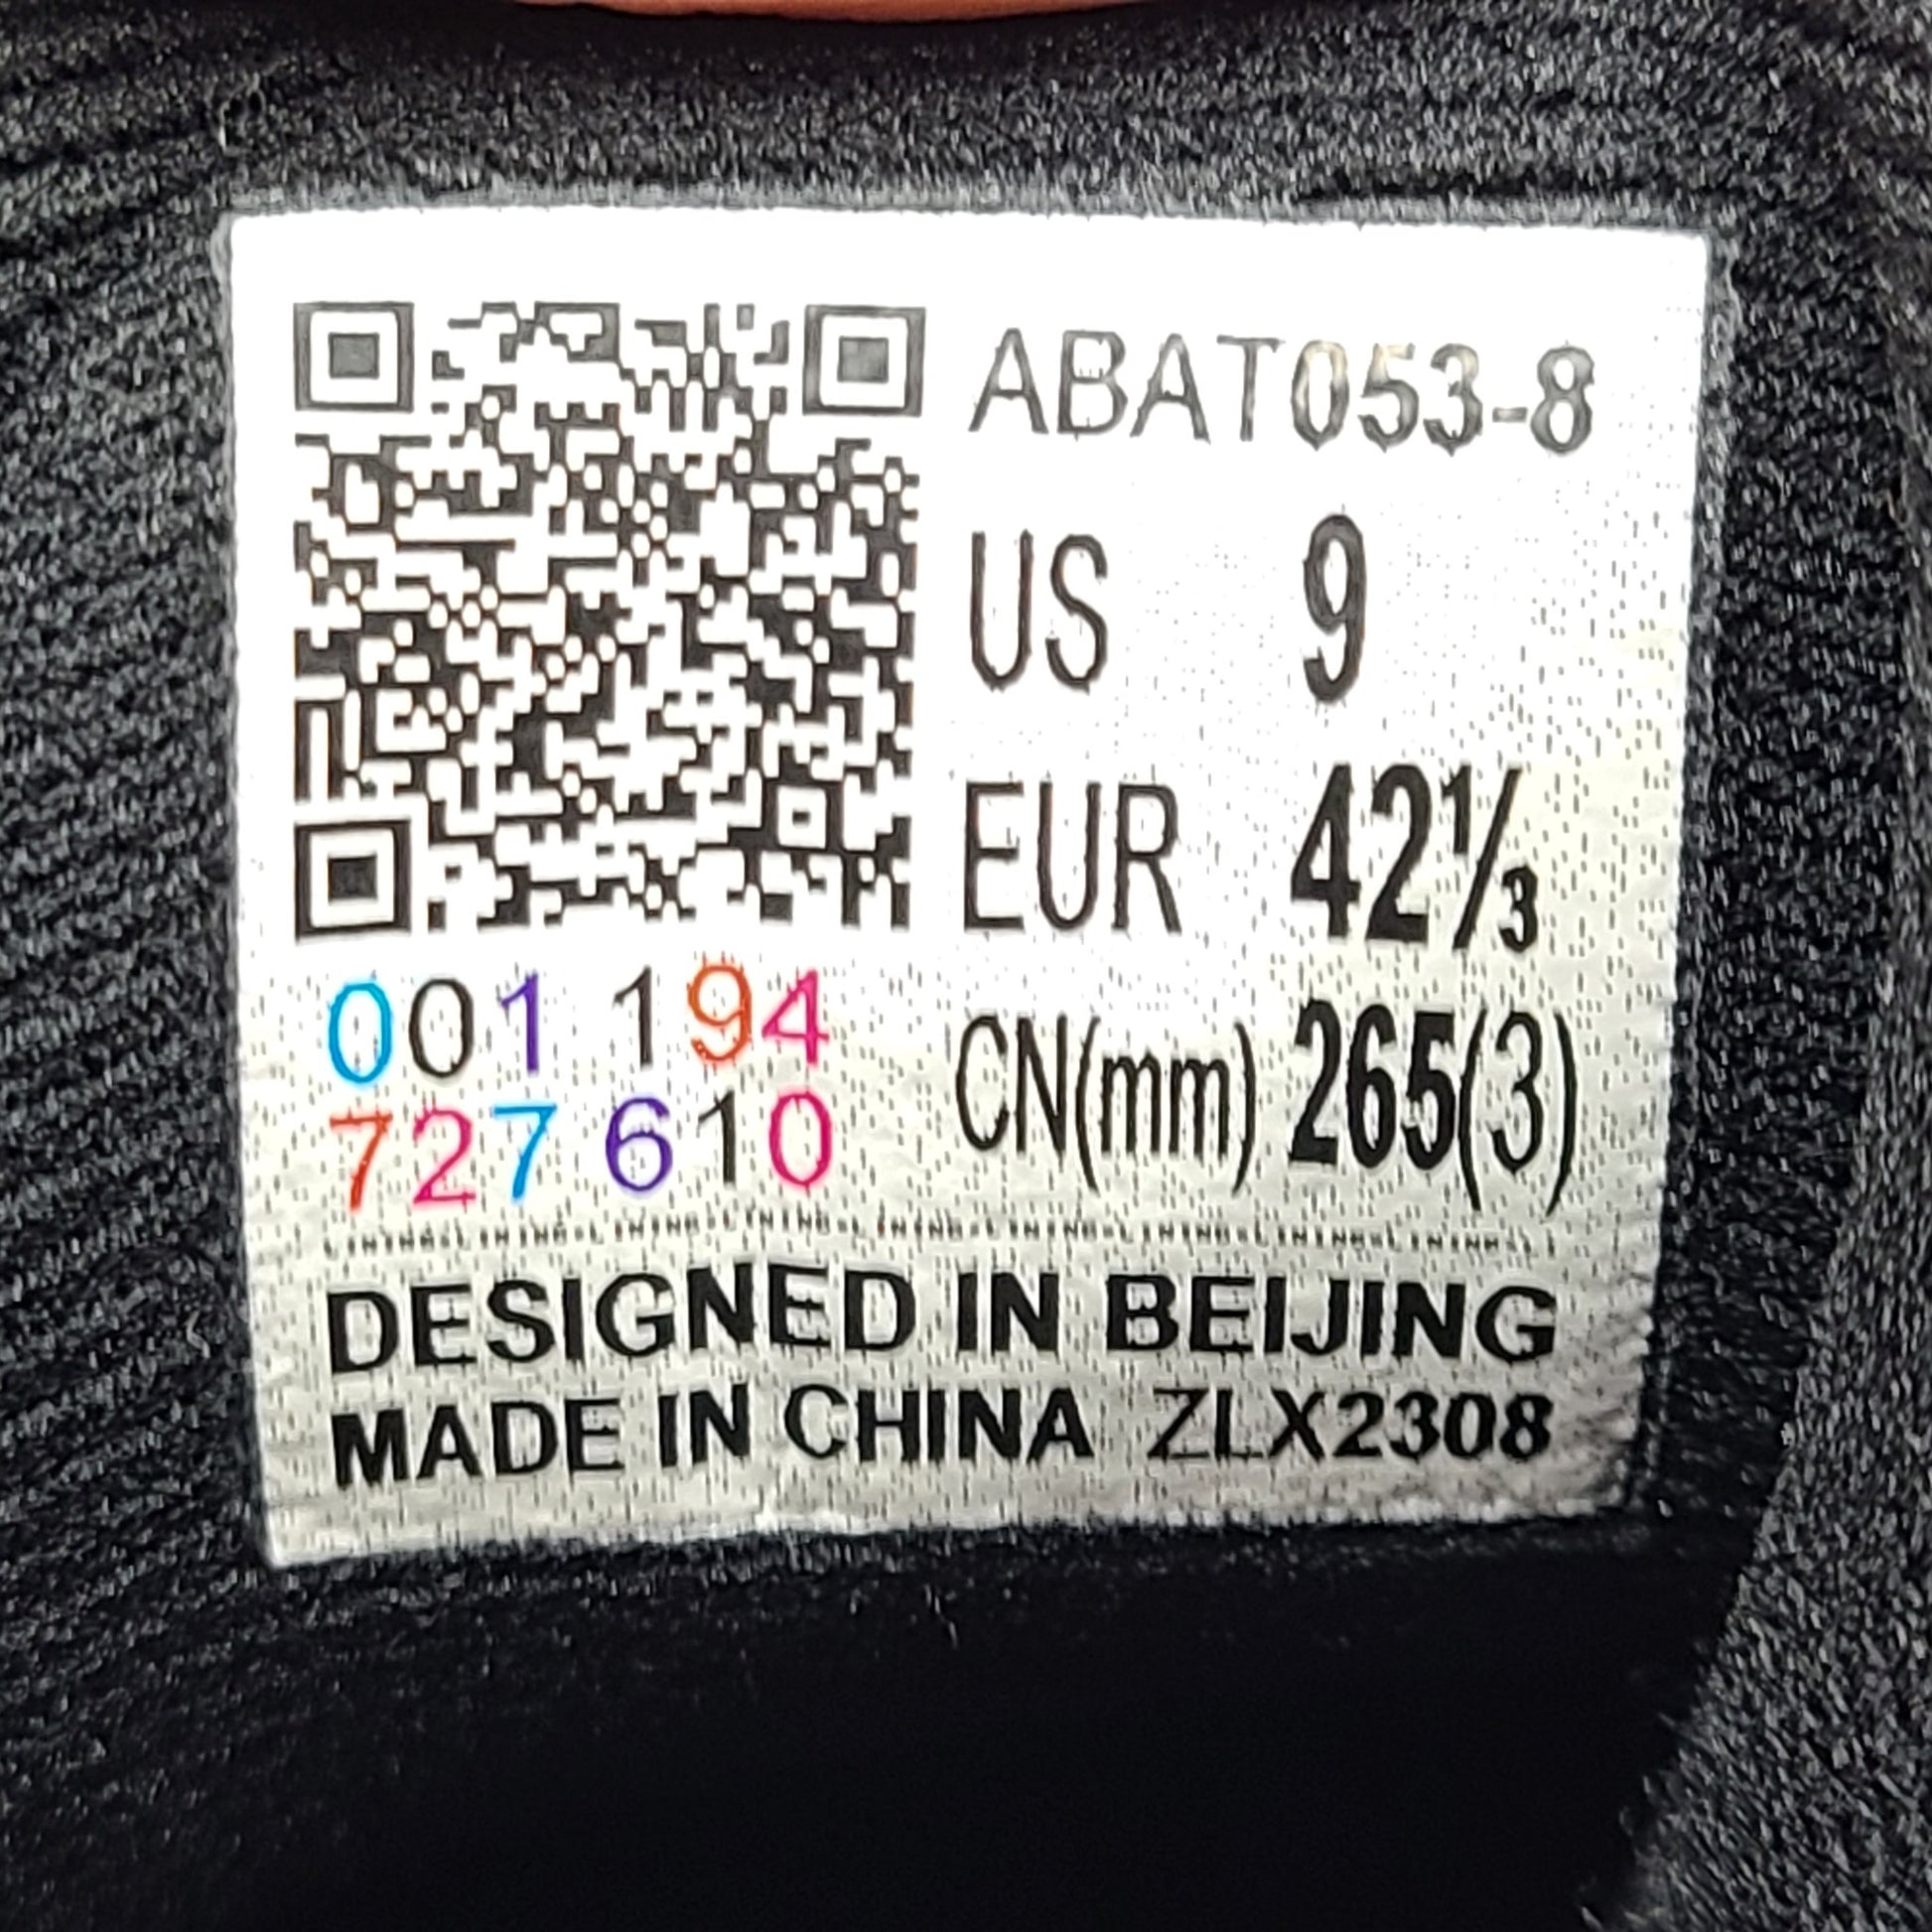 ABAT053-8
US 9
EUR 42⅓
CN(mm) 265(3)
001 194
727 610
DESIGNED IN BEIJING
MADE IN CHINA ZLX2308